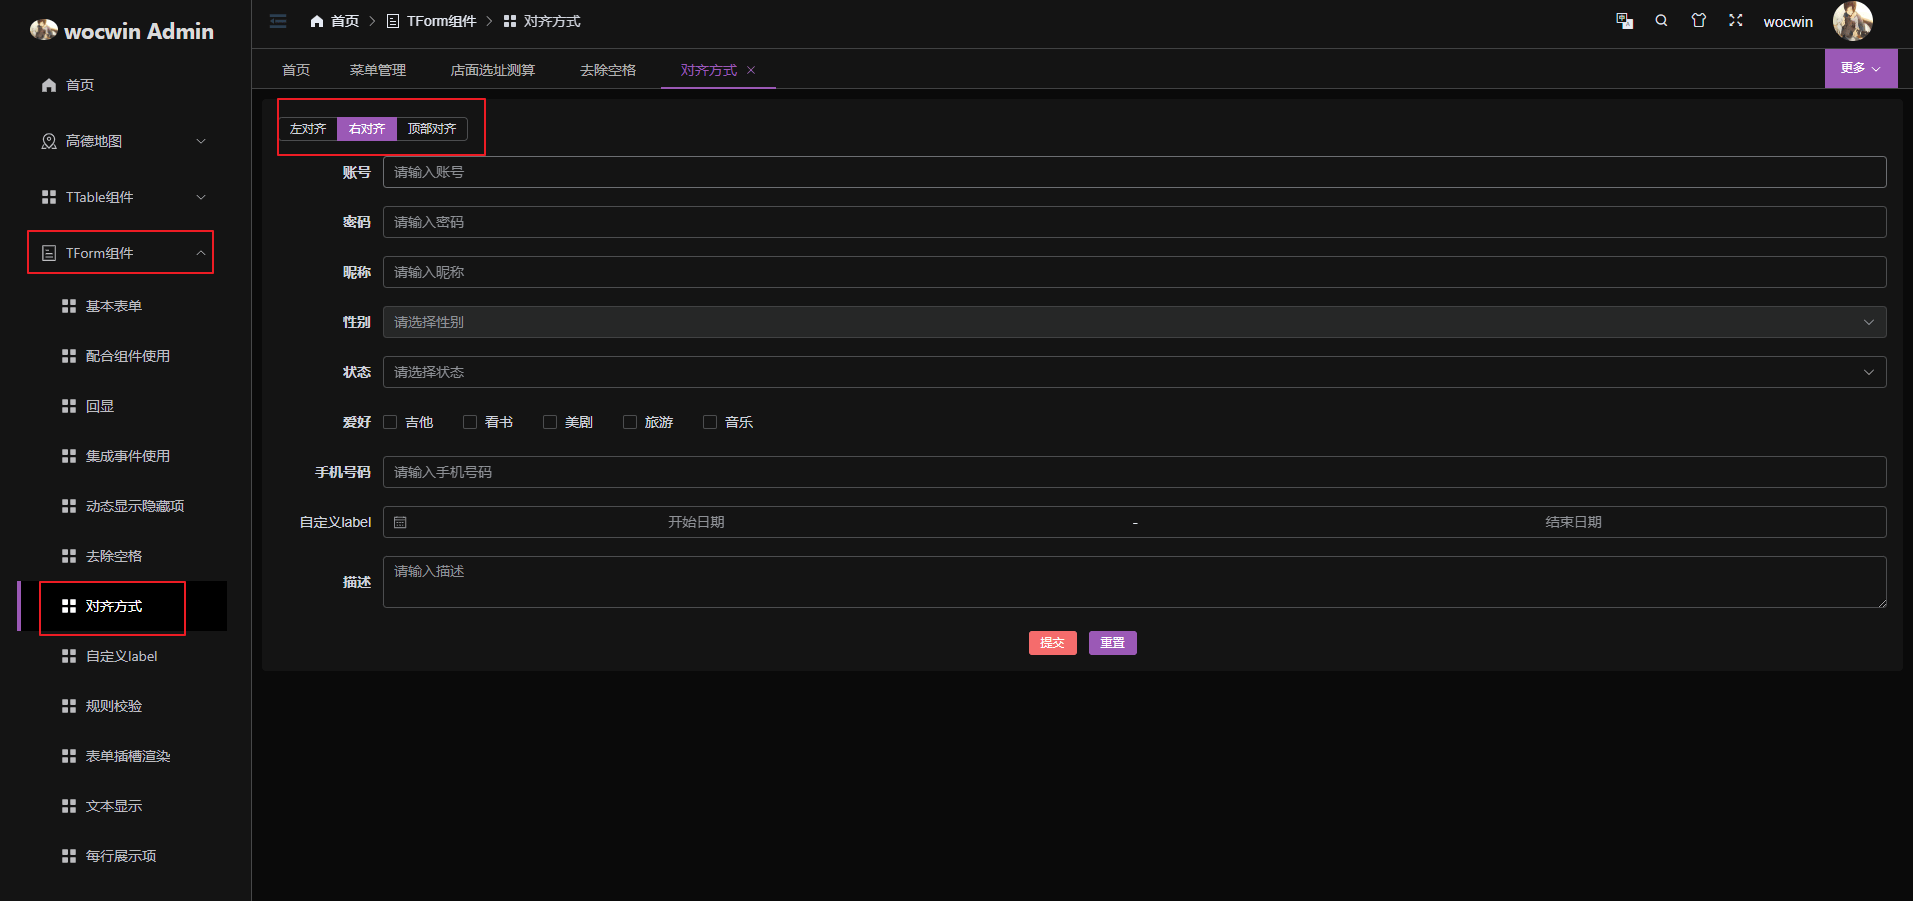 wocwin Admin
首页
高德地图
TTable组件
TForm组件
基本表单
配合组件使用
回显
集成事件使用
动态显示隐藏项
去除空格
对齐方式
自定义label
规则校验
表单插槽渲染
文本显示
每行展示项
首页 TForm组件 对齐方式 wocwin
首页 菜单管理 店面选址测算 去除空格 对齐方式 更多
左对齐 右对齐 顶部对齐
账号 请输入账号
密码 请输入密码
昵称 请输入昵称
性别 请选择性别
状态 请选择状态
爱好 吉他 看书 美剧 旅游 音乐
手机号码 请输入手机号码
自定义label 开始日期 - 结束日期
描述 请输入描述
提交 重置